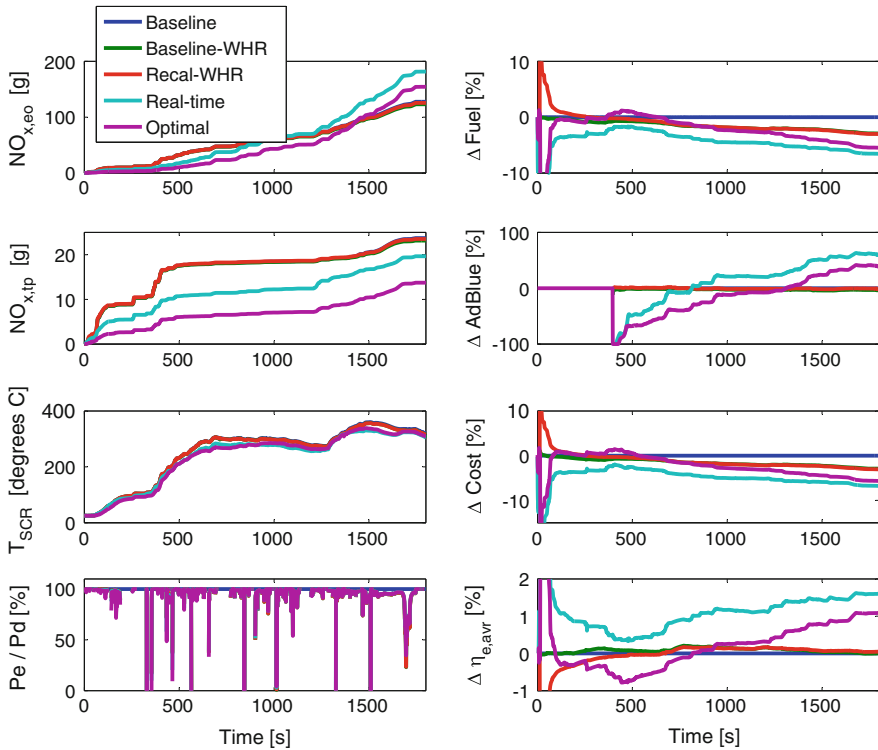 Baseline
Baseline-WHR
Recal-WHR
Real-time
Optimal
NOx,eo [g]
200
100
0
0 500 1000 1500
Δ Fuel [%]
10
0
-10
0 500 1000 1500
NOx,tp [g]
20
10
0
0 500 1000 1500
Δ AdBlue [%]
100
0
-100
0 500 1000 1500
TSCR [degrees C]
400
200
0
0 500 1000 1500
Δ Cost [%]
10
0
-10
0 500 1000 1500
Pe / Pd [%]
100
50
0
0 500 1000 1500
Time [s]
Δ ηe,avr [%]
2
1
0
-1
0 500 1000 1500
Time [s]